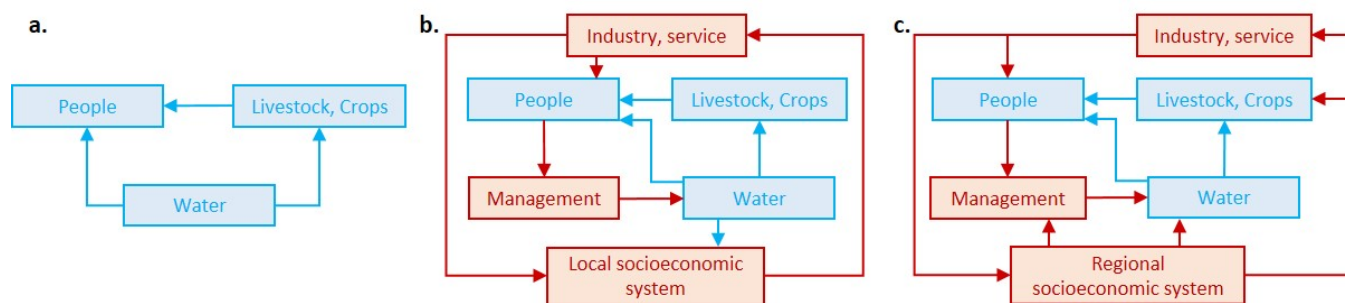 a.
People
Livestock, Crops
Water
b.
Industry, service
People
Livestock, Crops
Management
Water
Local socioeconomic
system
c.
Industry, service
People
Livestock, Crops
Management
Water
Regional
socioeconomic system